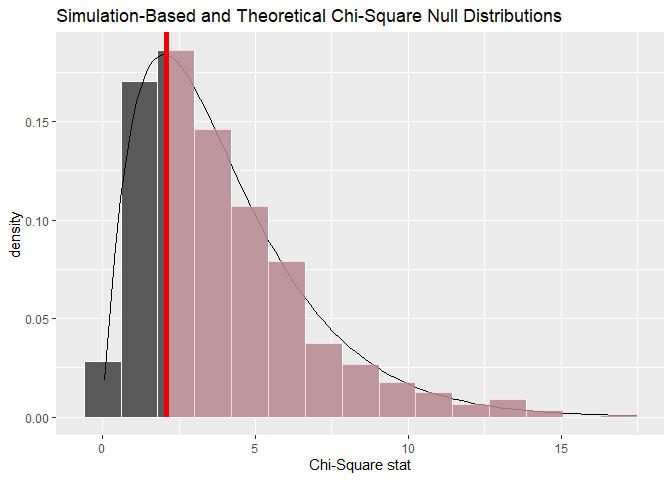 Simulation-Based and Theoretical Chi-Square Null Distributions
density
0.15
0.10
0.05
0.00
0 5 10 15
Chi-Square stat